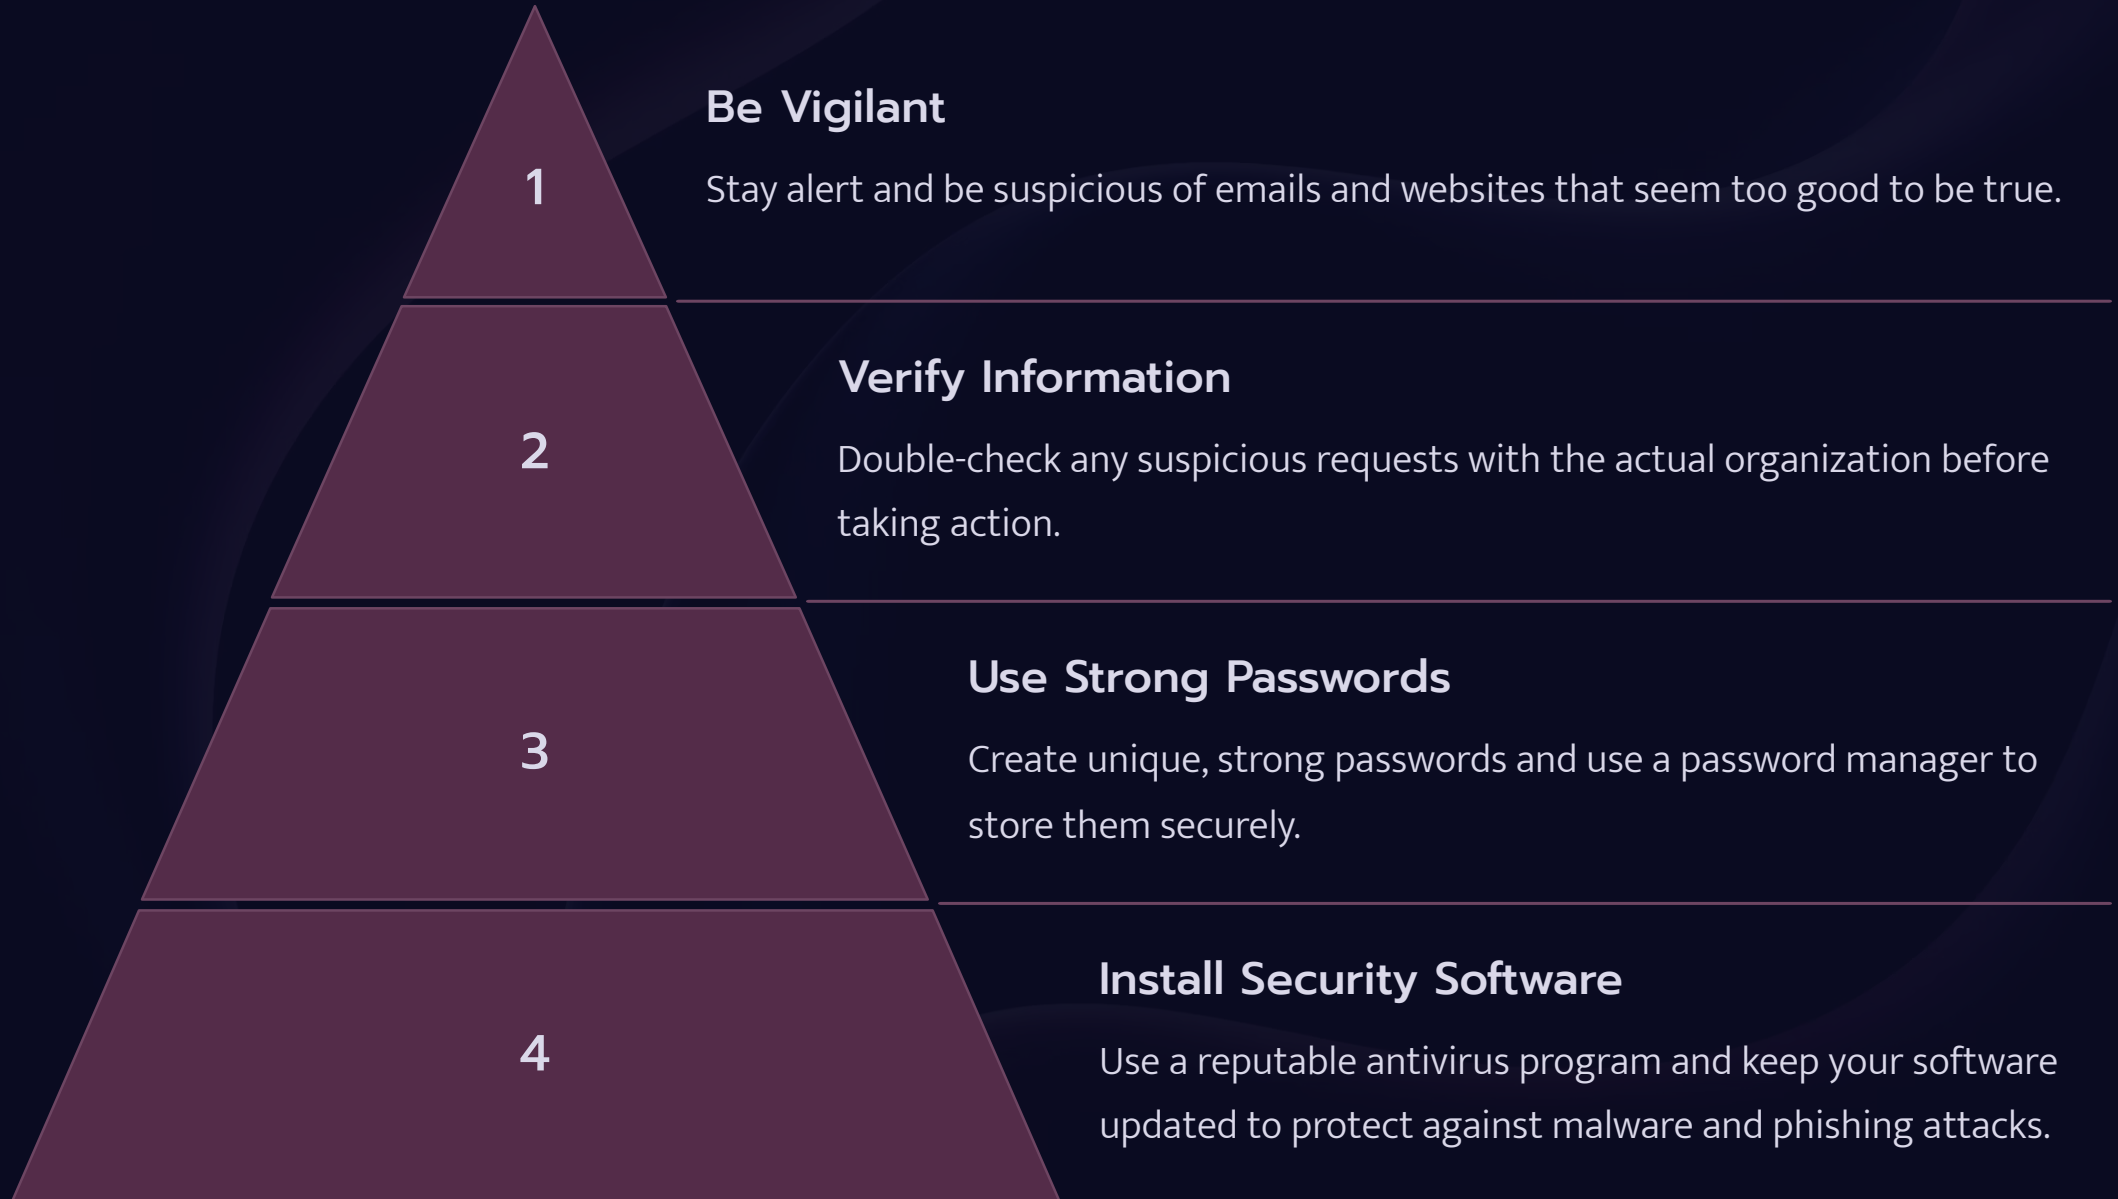 1
Be Vigilant
Stay alert and be suspicious of emails and websites that seem too good to be true.
2
Verify Information
Double-check any suspicious requests with the actual organization before
taking action.
3
Use Strong Passwords
Create unique, strong passwords and use a password manager to
store them securely.
4
Install Security Software
Use a reputable antivirus program and keep your software
updated to protect against malware and phishing attacks.